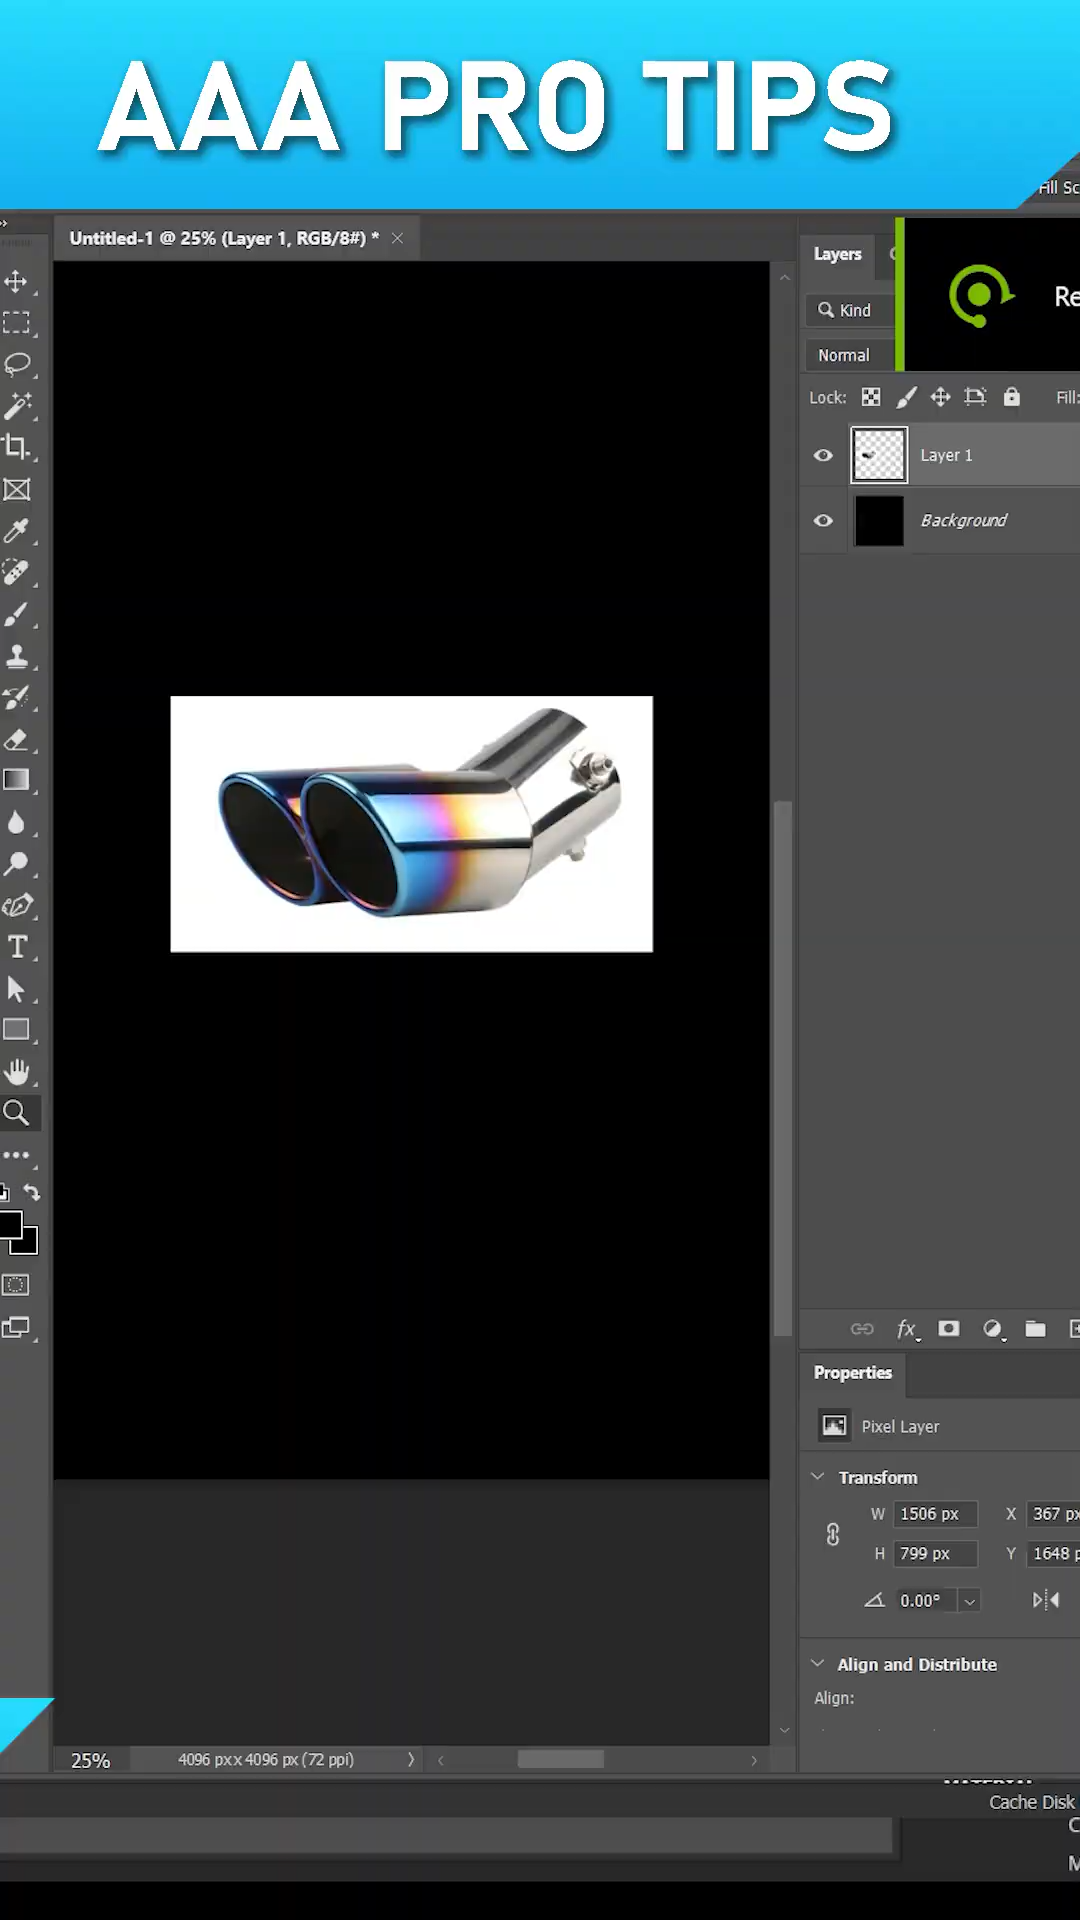 AAA PRO TIPS
Fill Sc
Untitled-1 @ 25% (Layer 1, RGB/8#) *
Layers
Re
Kind
Normal
Lock:
Fill:
Layer 1
Background
fx
Properties
Pixel Layer
Transform
W 1506 px X 367 px
H 799 px Y 1648 p
0.00°
Align and Distribute
Align:
25%
4096 px x 4096 px (72 ppi)
Cache Disk